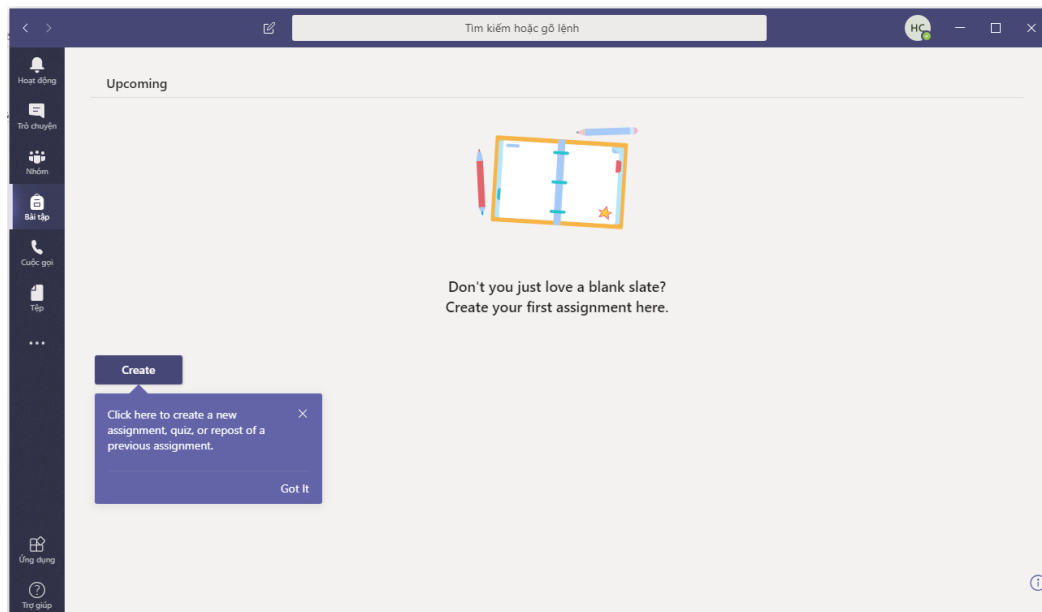 Tìm kiếm hoặc gõ lệnh
HC
Hoạt động
Trò chuyện
Nhóm
Bài tập
Cuộc gọi
Tệp
Ứng dụng
Trợ giúp
Upcoming
Don't you just love a blank slate?
Create your first assignment here.
Create
Click here to create a new
assignment, quiz, or repost of a
previous assignment.
Got It